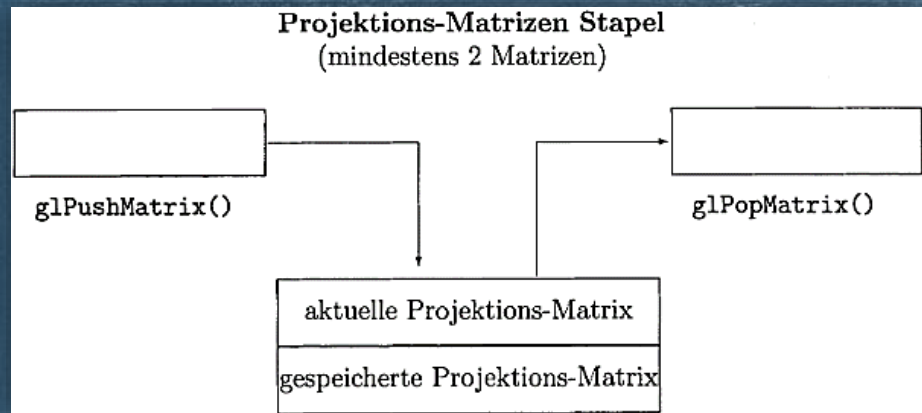 Projektions-Matrizen Stapel
(mindestens 2 Matrizen)
glPushMatrix()
glPopMatrix()
aktuelle Projektions-Matrix
gespeicherte Projektions-Matrix